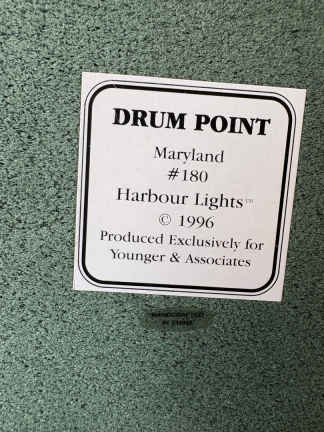 DRUM POINT
Maryland
#180
Harbour Lights™
© 1996
Produced Exclusively for
Younger & Associates